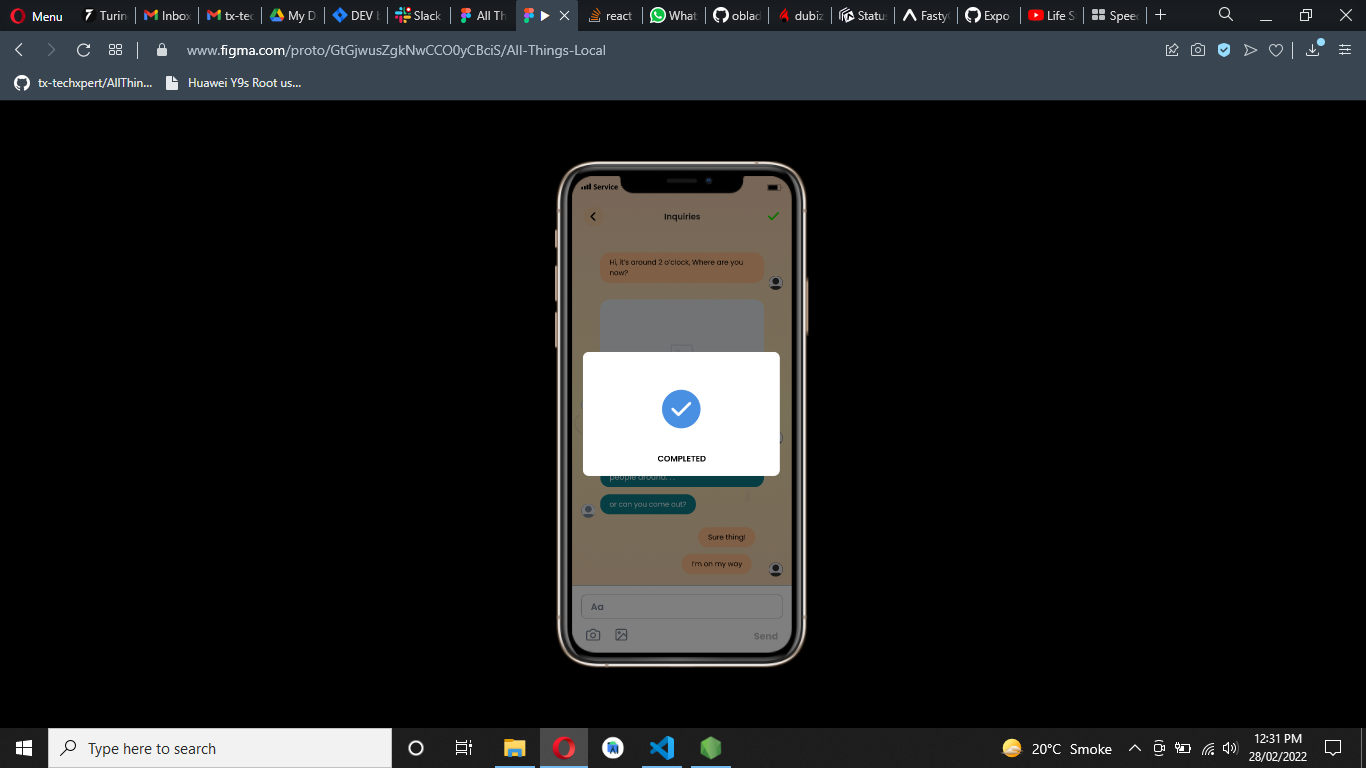 Menu
Turin
Inbox
tx-tec
My D
DEV L
Slack
All Th
react
What
oblad
dubiz
Status
Fasty
Expo
Life S
Speed
www.figma.com/proto/GtGjwusZgkNwCCO0yCBciS/All-Things-Local
tx-techxpert/AllThin...
Huawei Y9s Root us...
Service
Inquiries
Hi, it's around 2 o'clock, Where are you
now?
COMPLETED
people around. . .
or can you come out?
Sure thing!
I'm on my way
Aa
Send
Type here to search
20°C Smoke
12:31 PM
28/02/2022